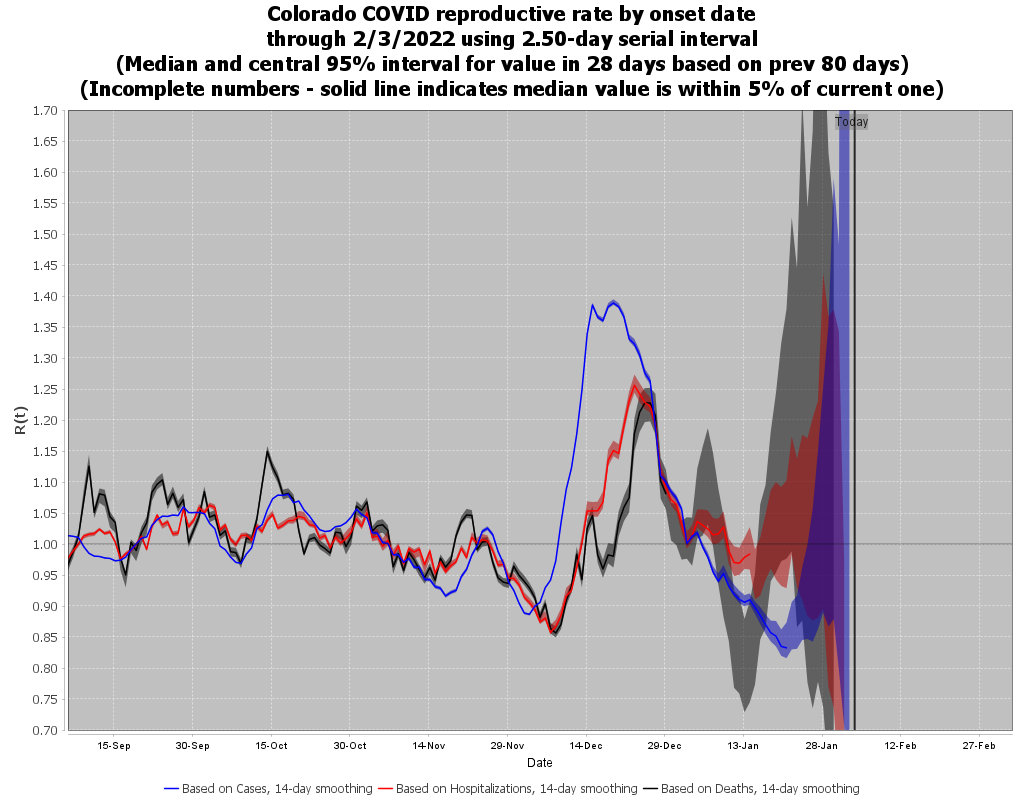 Colorado COVID reproductive rate by onset date
through 2/3/2022 using 2.50-day serial interval
(Median and central 95% interval for value in 28 days based on prev 80 days)
(Incomplete numbers - solid line indicates median value is within 5% of current one)
1.70
Today
1.65
1.60
1.55
1.50
1.45
1.40
1.35
1.30
1.25
1.20
1.15
1.10
1.05
1.00
0.95
0.90
0.85
0.80
0.75
0.70
R(t)
15-Sep 30-Sep 15-Oct 30-Oct 14-Nov 29-Nov 14-Dec 29-Dec 13-Jan 28-Jan 12-Feb 27-Feb
Date
Based on Cases, 14-day smoothing Based on Hospitalizations, 14-day smoothing Based on Deaths, 14-day smoothing